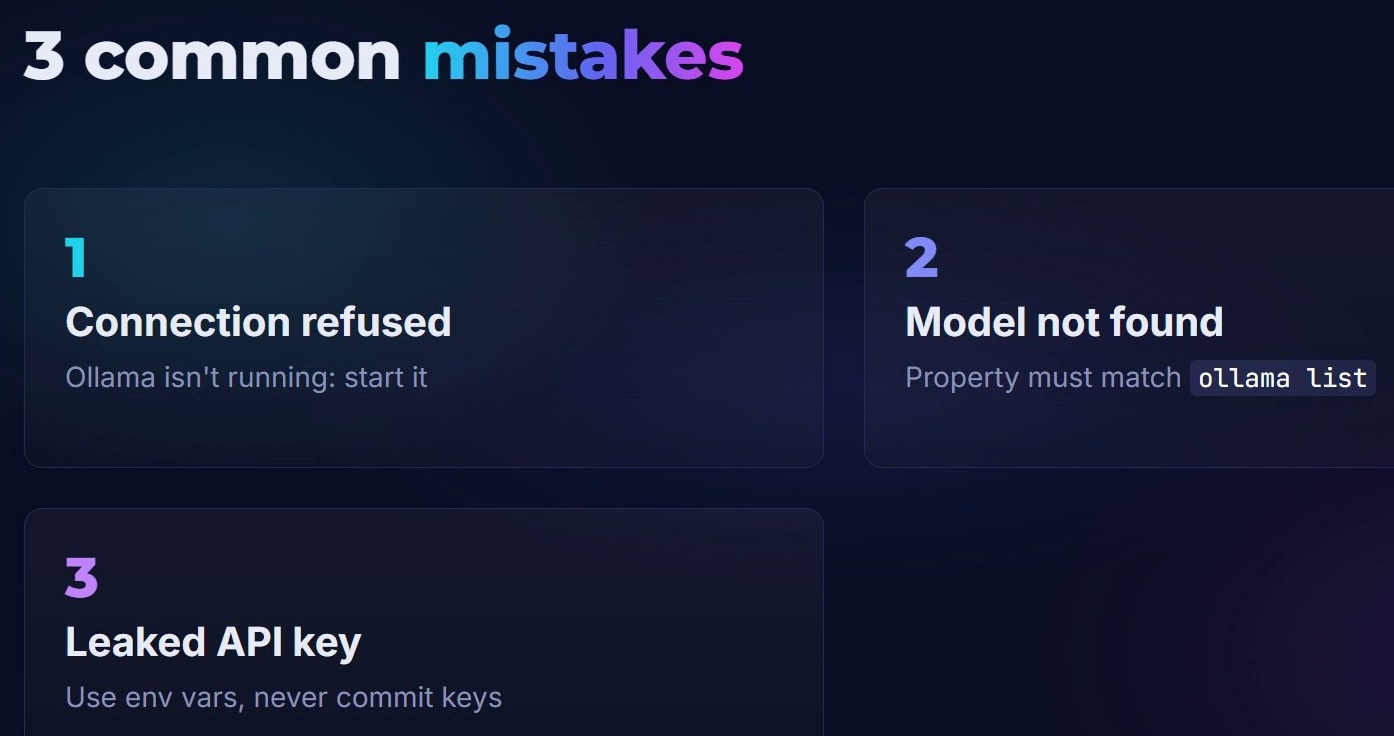 3 common mistakes
1
Connection refused
Ollama isn't running: start it
2
Model not found
Property must match ollama list
3
Leaked API key
Use env vars, never commit keys